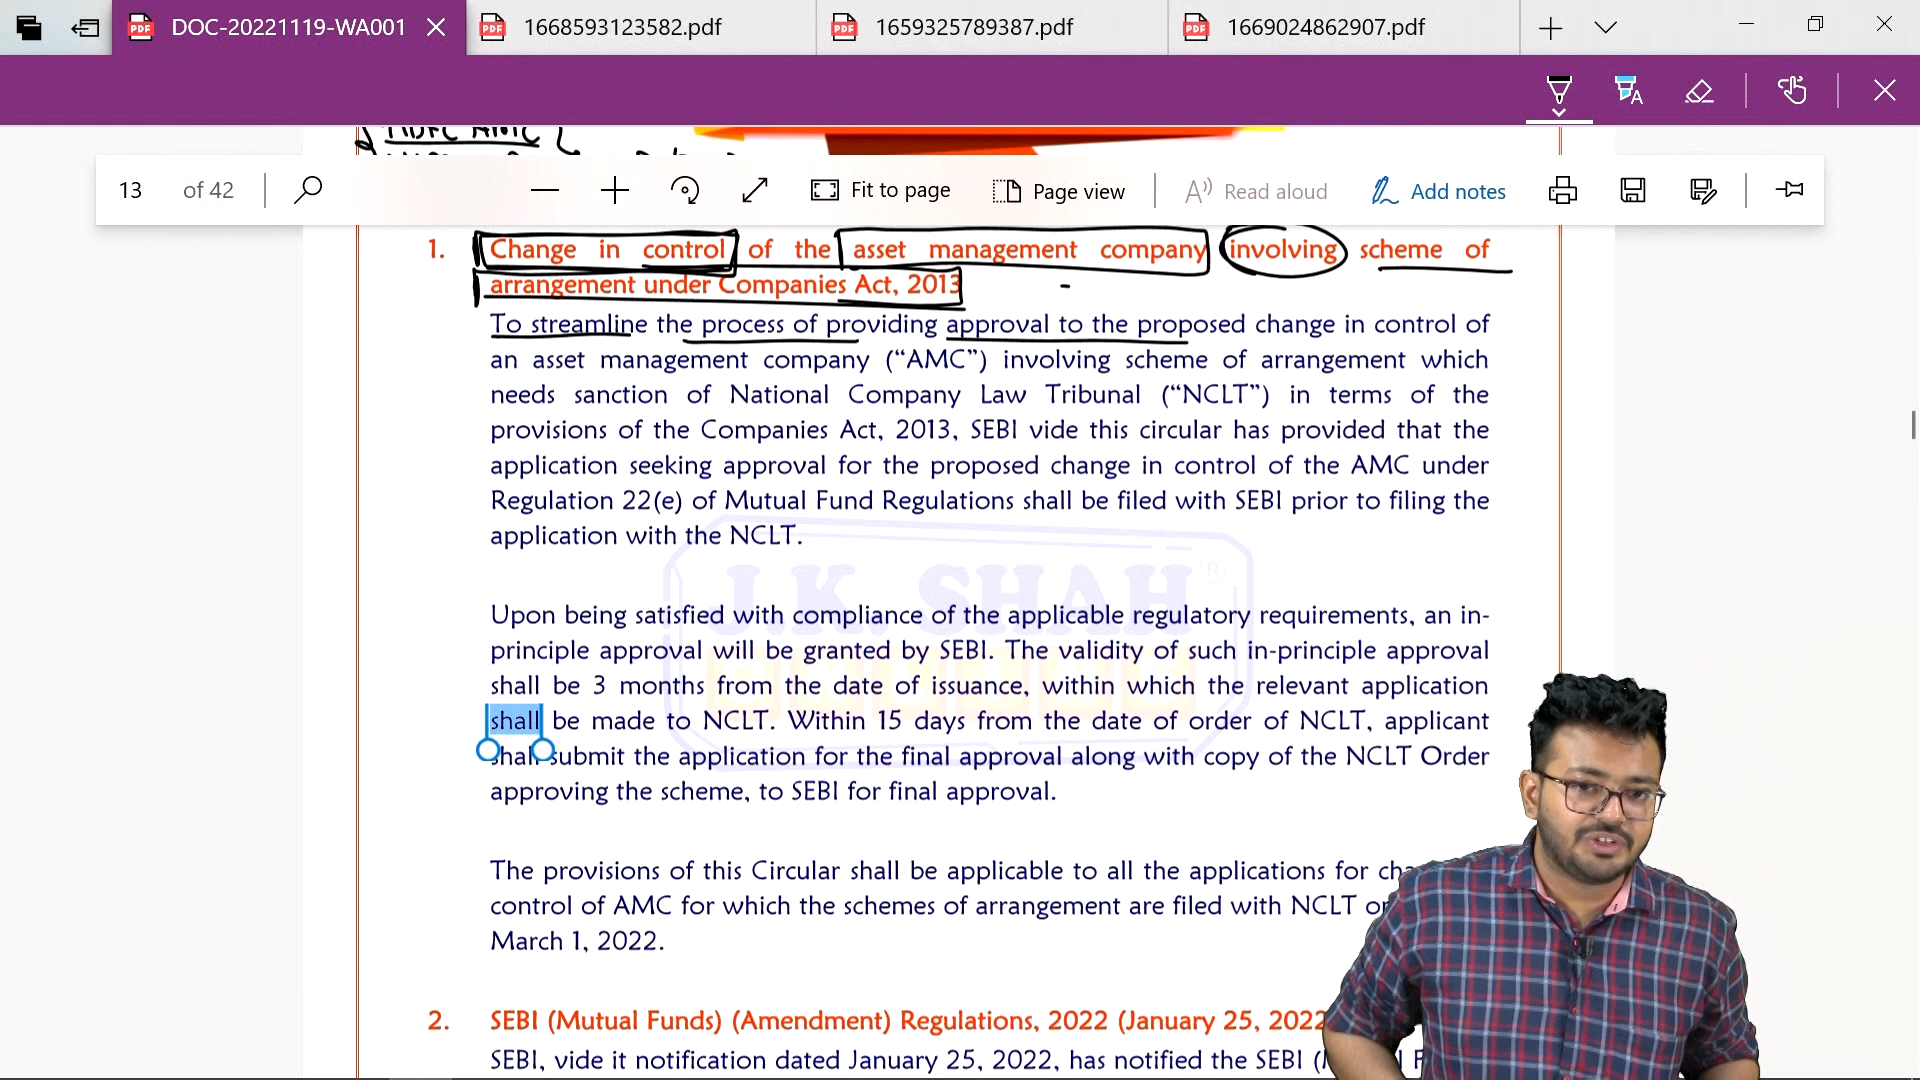 DOC-20221119-WA001
1668593123582.pdf
1659325789387.pdf
1669024862907.pdf
HDFC AMC
13 of 42
Fit to page
Page view
Read aloud
Add notes
1. Change in control of the asset management company involving scheme of
arrangement under Companies Act, 2013
To streamline the process of providing approval to the proposed change in control of
an asset management company (“AMC”) involving scheme of arrangement which
needs sanction of National Company Law Tribunal (“NCLT”) in terms of the
provisions of the Companies Act, 2013, SEBI vide this circular has provided that the
application seeking approval for the proposed change in control of the AMC under
Regulation 22(e) of Mutual Fund Regulations shall be filed with SEBI prior to filing the
application with the NCLT.
J.K. SHAH ®
Upon being satisfied with compliance of the applicable regulatory requirements, an in-
principle approval will be granted by SEBI. The validity of such in-principle approval
shall be 3 months from the date of issuance, within which the relevant application
shall be made to NCLT. Within 15 days from the date of order of NCLT, applicant
shall submit the application for the final approval along with copy of the NCLT Order
approving the scheme, to SEBI for final approval.
The provisions of this Circular shall be applicable to all the applications for
control of AMC for which the schemes of arrangement are filed with NCLT
March 1, 2022.
2. SEBI (Mutual Funds) (Amendment) Regulations, 2022 (January 25, 2022
SEBI, vide it notification dated January 25, 2022, has notified the SEBI